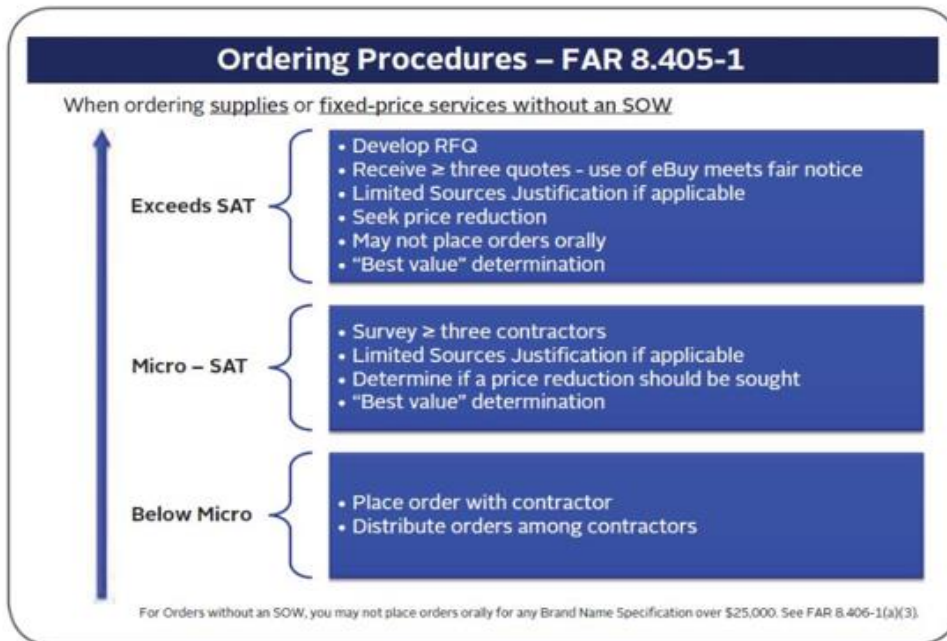 Ordering Procedures – FAR 8.405-1
When ordering supplies or fixed-price services without an SOW
Exceeds SAT
• Develop RFQ
• Receive ≥ three quotes - use of eBuy meets fair notice
• Limited Sources Justification if applicable
• Seek price reduction
• May not place orders orally
• “Best value” determination
Micro – SAT
• Survey ≥ three contractors
• Limited Sources Justification if applicable
• Determine if a price reduction should be sought
• “Best value” determination
Below Micro
• Place order with contractor
• Distribute orders among contractors
For Orders without an SOW, you may not place orders orally for any Brand Name Specification over $25,000. See FAR 8.406-1(a)(3).